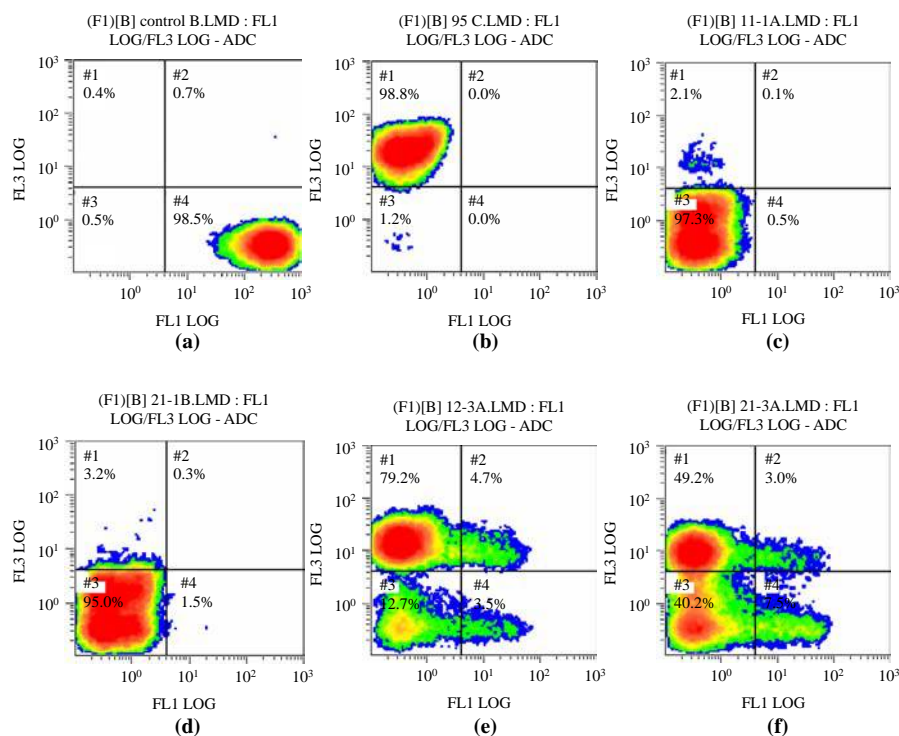 (F1)[B] control B.LMD : FL1
LOG/FL3 LOG - ADC
10³
10²
10¹
10⁰
FL3 LOG
#1
0.4%
#2
0.7%
#3
0.5%
#4
98.5%
10⁰ 10¹ 10² 10³
FL1 LOG
(a)
(F1)[B] 95 C.LMD : FL1
LOG/FL3 LOG - ADC
10³
10²
10¹
10⁰
FL3 LOG
#1
98.8%
#2
0.0%
#3
1.2%
#4
0.0%
10⁰ 10¹ 10² 10³
FL1 LOG
(b)
(F1)[B] 11-1A.LMD : FL1
LOG/FL3 LOG - ADC
10³
10²
10¹
10⁰
FL3 LOG
#1
2.1%
#2
0.1%
#3
97.3%
#4
0.5%
10⁰ 10¹ 10² 10³
FL1 LOG
(c)
(F1)[B] 21-1B.LMD : FL1
LOG/FL3 LOG - ADC
10³
10²
10¹
10⁰
FL3 LOG
#1
3.2%
#2
0.3%
#3
95.0%
#4
1.5%
10⁰ 10¹ 10² 10³
FL1 LOG
(d)
(F1)[B] 12-3A.LMD : FL1
LOG/FL3 LOG - ADC
10³
10²
10¹
10⁰
FL3 LOG
#1
79.2%
#2
4.7%
#3
12.7%
#4
3.5%
10⁰ 10¹ 10² 10³
FL1 LOG
(e)
(F1)[B] 21-3A.LMD : FL1
LOG/FL3 LOG - ADC
10³
10²
10¹
10⁰
FL3 LOG
#1
49.2%
#2
3.0%
#3
40.2%
#4
10⁰ 10¹ 10² 10³
FL1 LOG
(f)